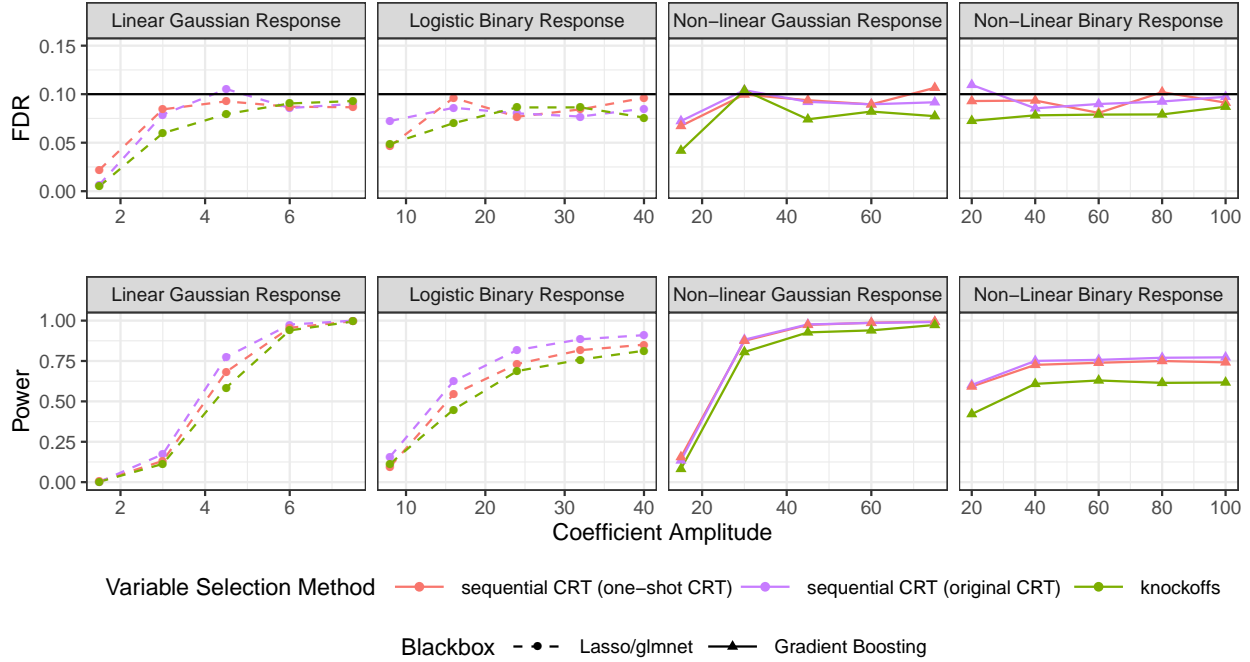 Linear Gaussian Response
Logistic Binary Response
Non−linear Gaussian Response
Non−Linear Binary Response
FDR
0.15
0.10
0.05
0.00
2 4 6
10 20 30 40
20 40 60
20 40 60 80 100
Linear Gaussian Response
Logistic Binary Response
Non−linear Gaussian Response
Non−Linear Binary Response
Power
1.00
0.75
0.50
0.25
0.00
2 4 6
10 20 30 40
20 40 60
20 40 60 80 100
Coefficient Amplitude
Variable Selection Method
sequential CRT (one−shot CRT)
sequential CRT (original CRT)
knockoffs
Blackbox
Lasso/glmnet
Gradient Boosting